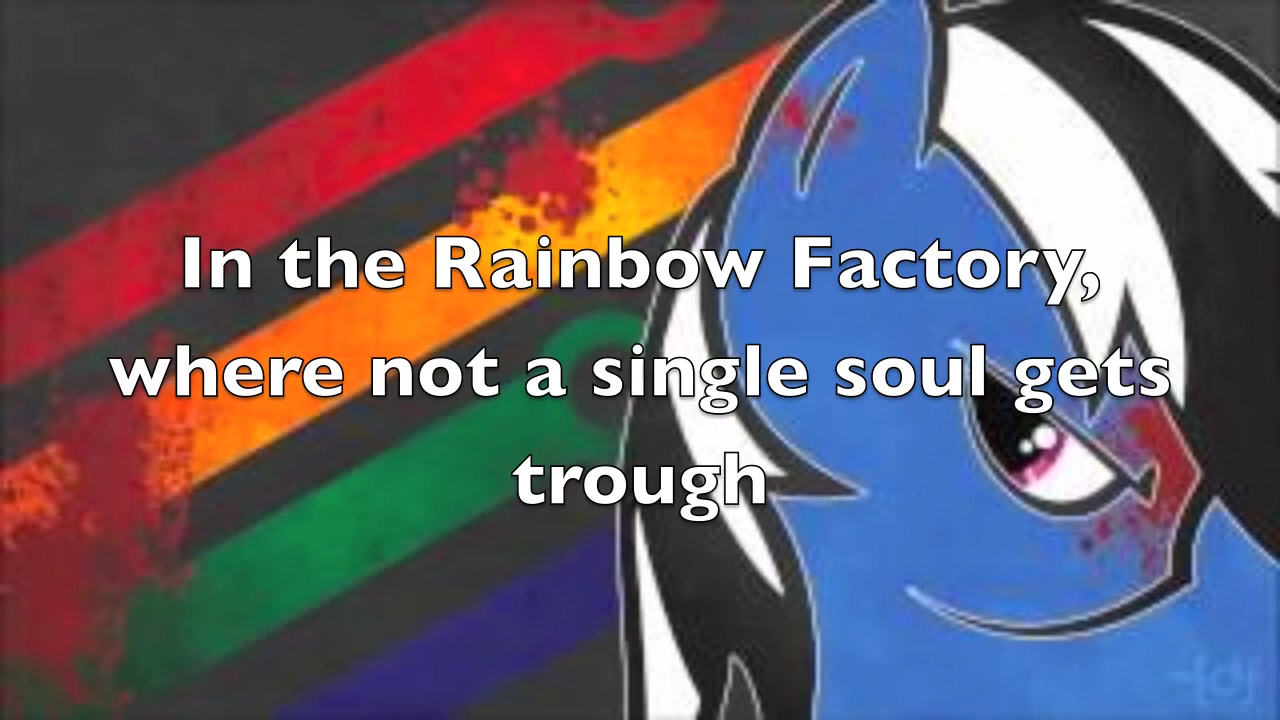 In the Rainbow Factory,
where not a single soul gets
trough